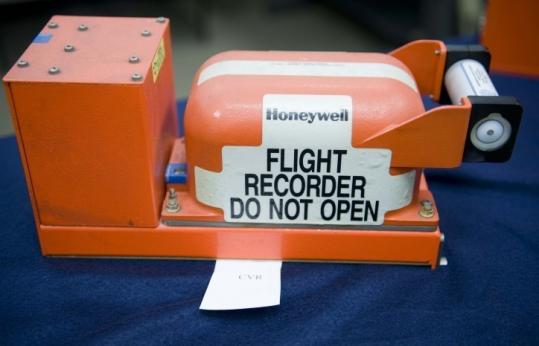 Honeywell
FLIGHT
RECORDER
DO NOT OPEN
CVR